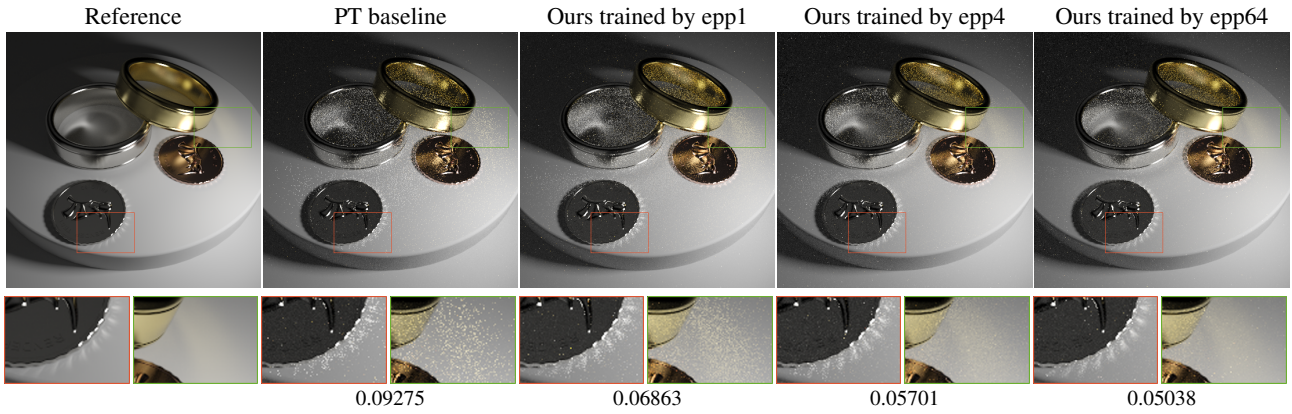 Reference PT baseline Ours trained by epp1 Ours trained by epp4 Ours trained by epp64
0.09275 0.06863 0.05701 0.05038